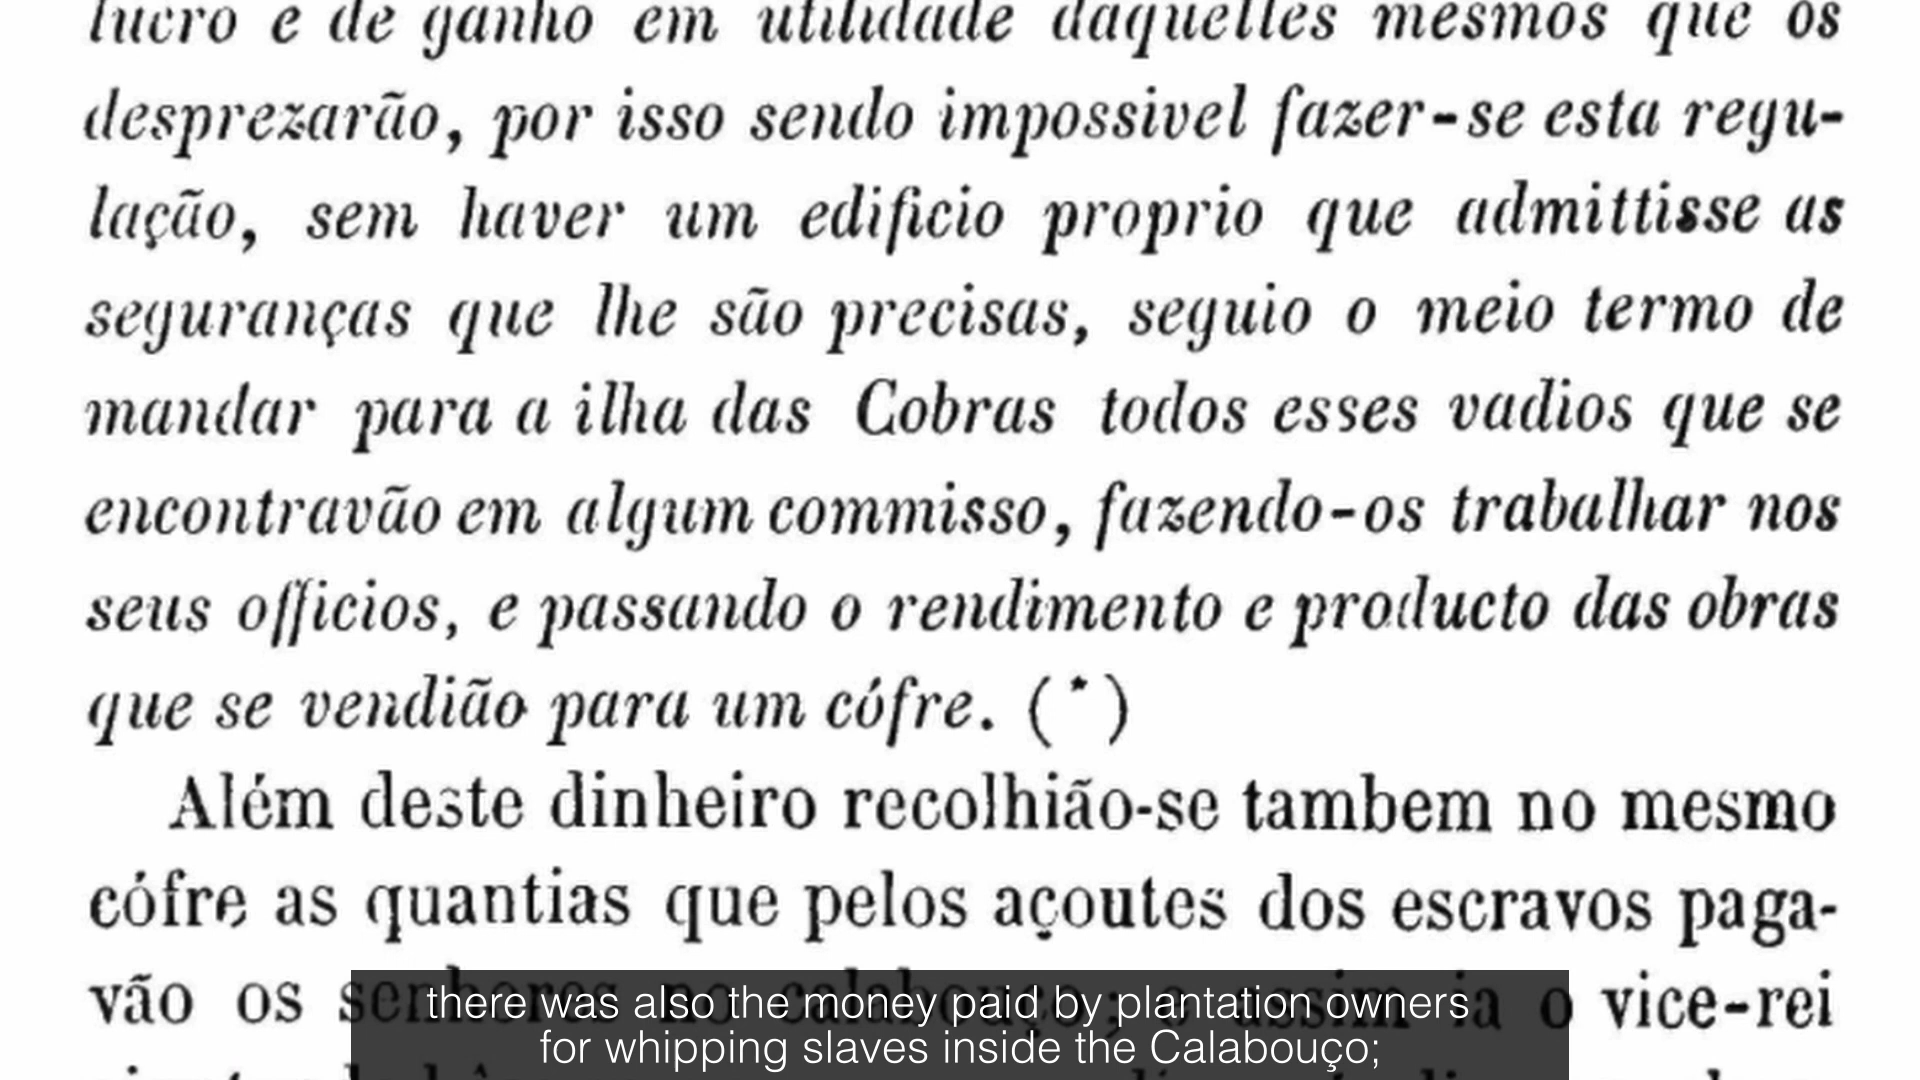 lucro e de ganho em utilidade daquelles mesmos que os
desprezarão, por isso sendo impossivel fazer-se esta regu-
lação, sem haver um edificio proprio que admittisse as
seguranças que lhe são precisas, seguio o meio termo de
mandar para a ilha das Cobras todos esses vadios que se
encontravão em algum commisso, fazendo-os trabalhar nos
seus officios, e passando o rendimento e producto das obras
que se vendião para um cófre. (*)
Além deste dinheiro recolhião-se tambem no mesmo
cófre as quantias que pelos açoutes dos escravos paga-
vão os senhores no calabouço; e assim ia o vice-rei
there was also the money paid by plantation owners
for whipping slaves inside the Calabouço;